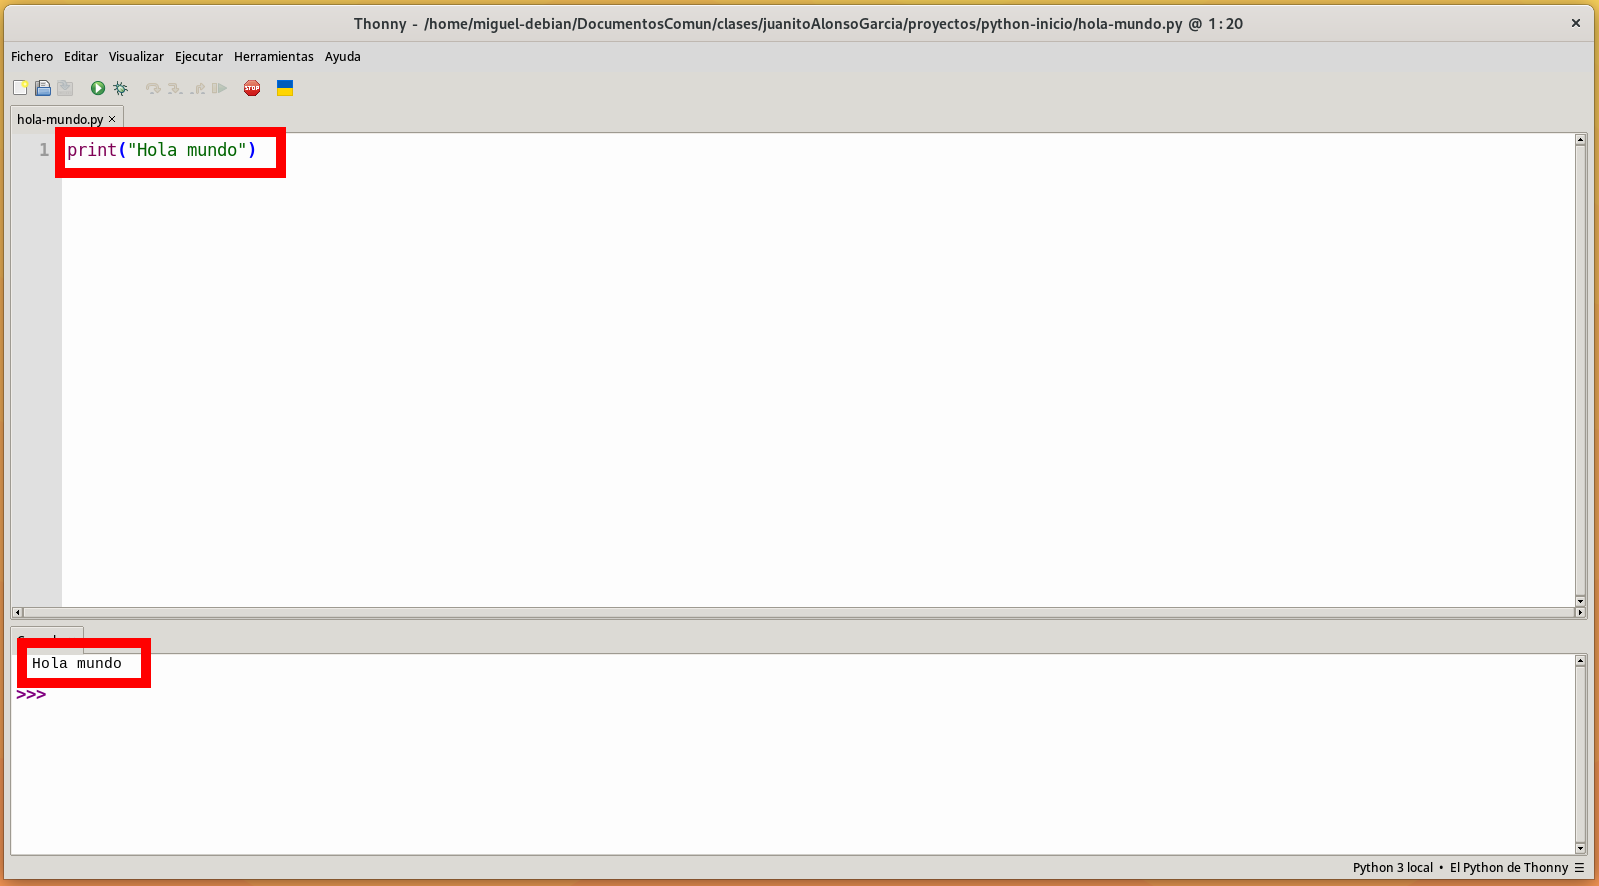 Thonny - /home/miguel-debian/DocumentosComun/clases/juanitoAlonsoGarcia/proyectos/python-inicio/hola-mundo.py @ 1:20
Fichero Editar Visualizar Ejecutar Herramientas Ayuda
STOP
hola-mundo.py
1 print("Hola mundo")
Hola mundo
>>>
Python 3 local • El Python de Thonny